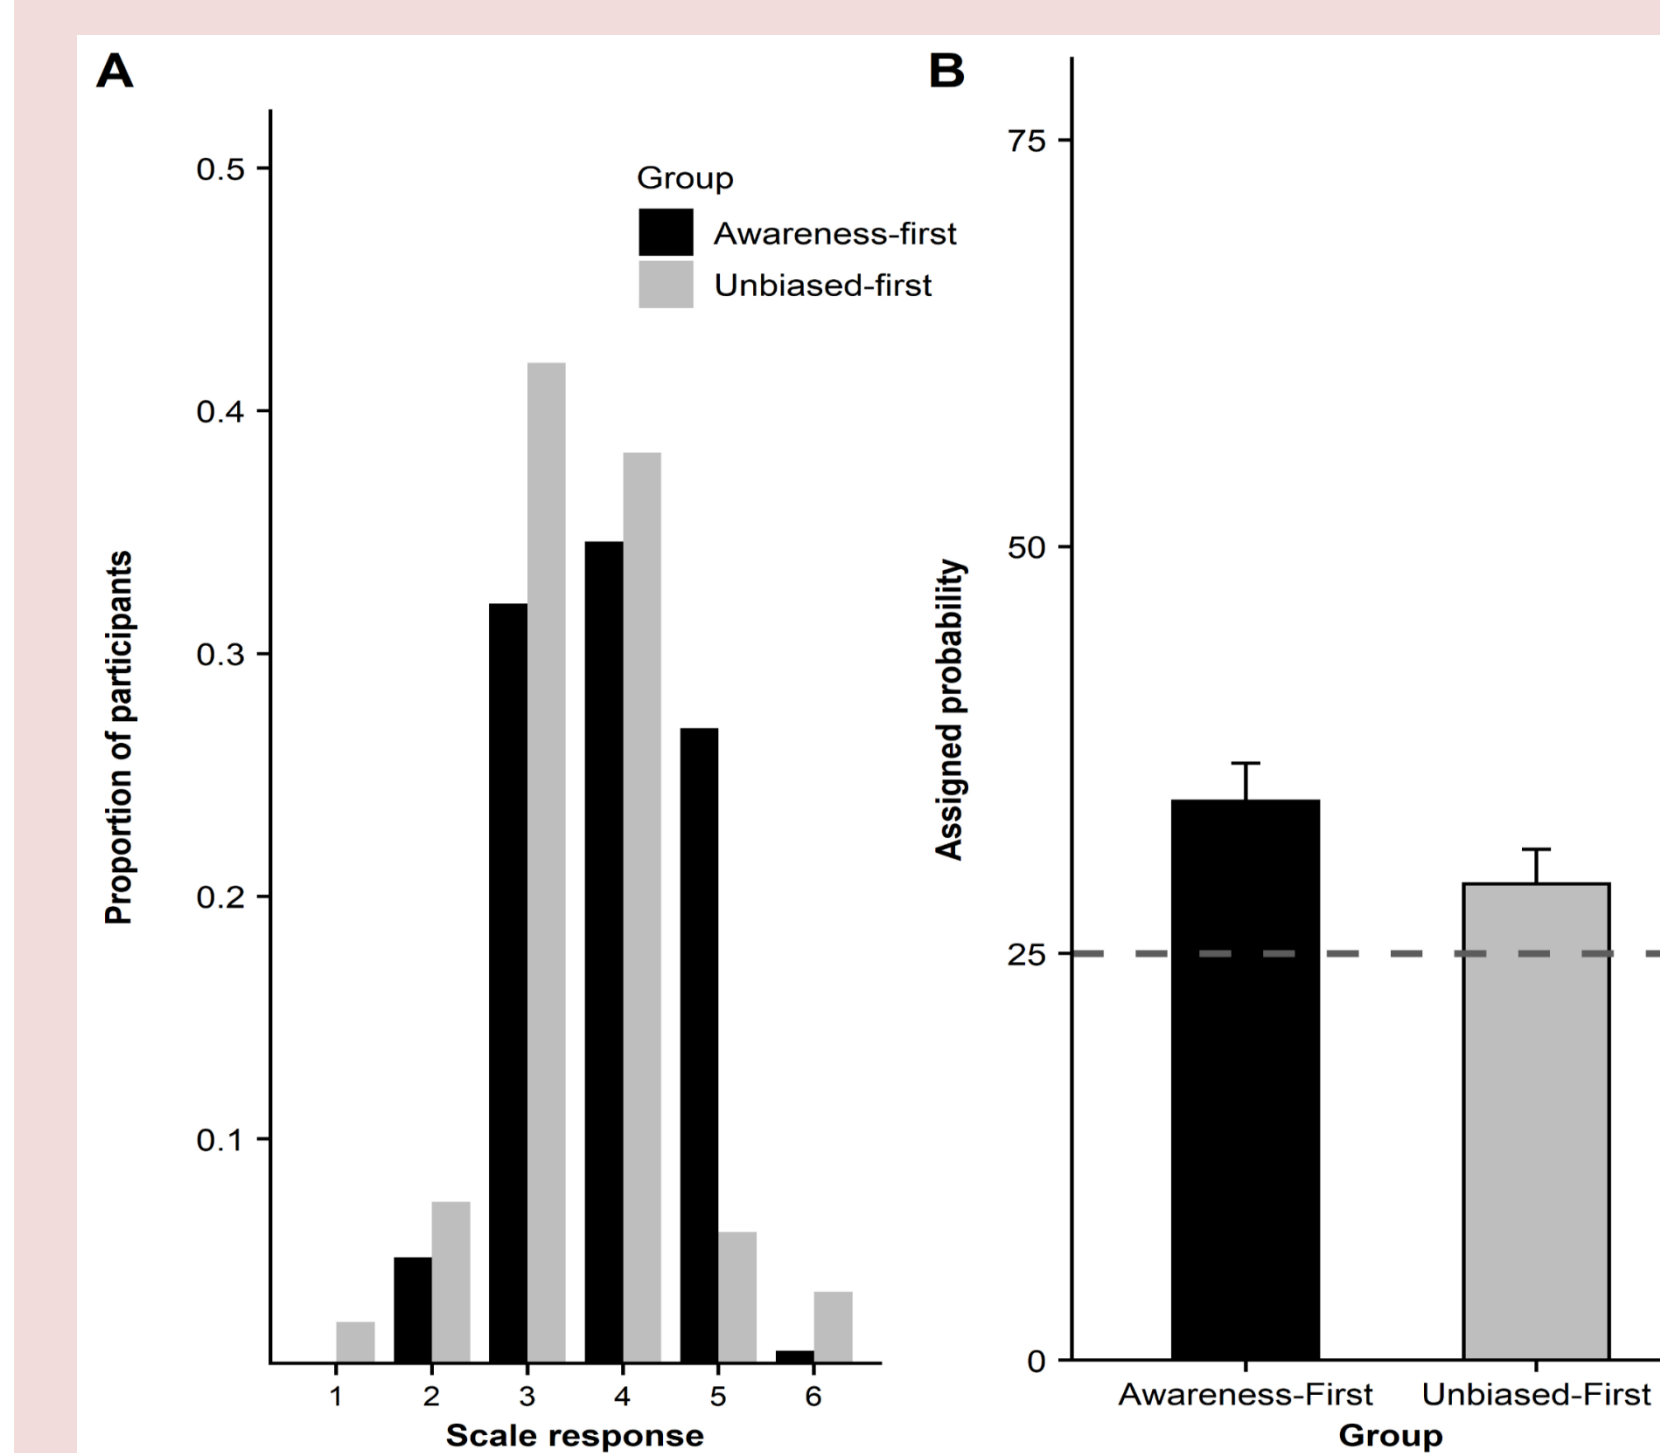 A
Proportion of participants
0.5
0.4
0.3
0.2
0.1
Group
Awareness-first
Unbiased-first
1 2 3 4 5 6
Scale response
B
Assigned probability
75
50
25
0
Awareness-First Unbiased-First
Group